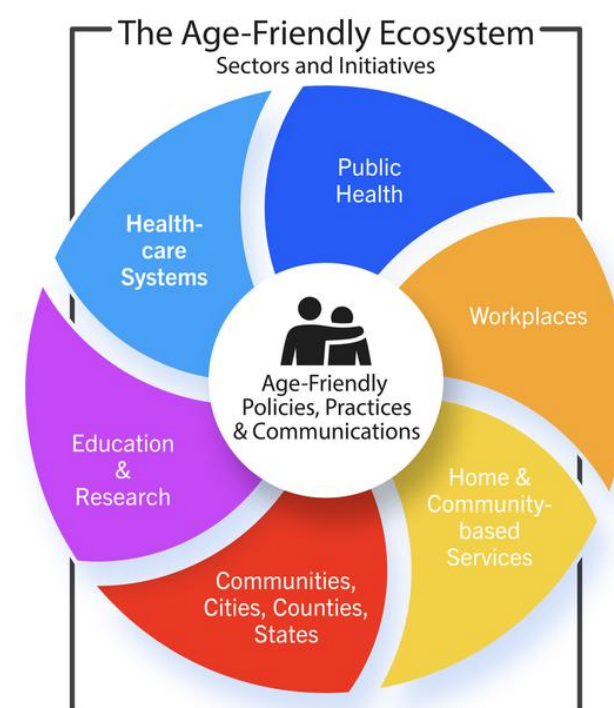 The Age-Friendly Ecosystem
Sectors and Initiatives
Public
Health
Health-
care
Systems
Workplaces
Age-Friendly
Policies, Practices
& Communications
Education
&
Research
Home &
Community-
based
Services
Communities,
Cities, Counties,
States